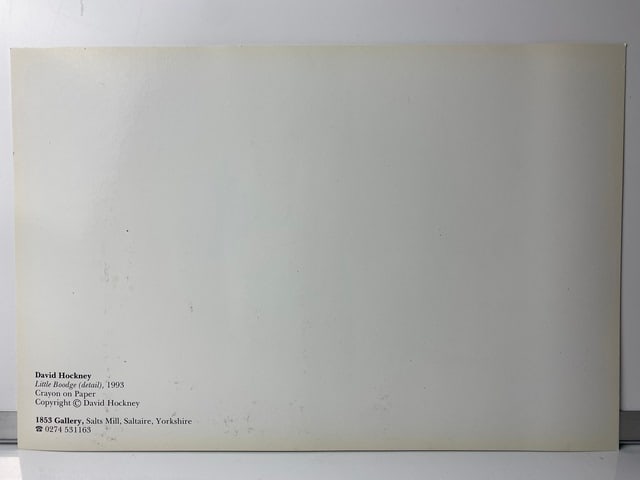 David Hockney
Little Boodge (detail), 1993
Crayon on Paper
Copyright © David Hockney
1853 Gallery, Salts Mill, Saltaire, Yorkshire
☎ 0274 531163